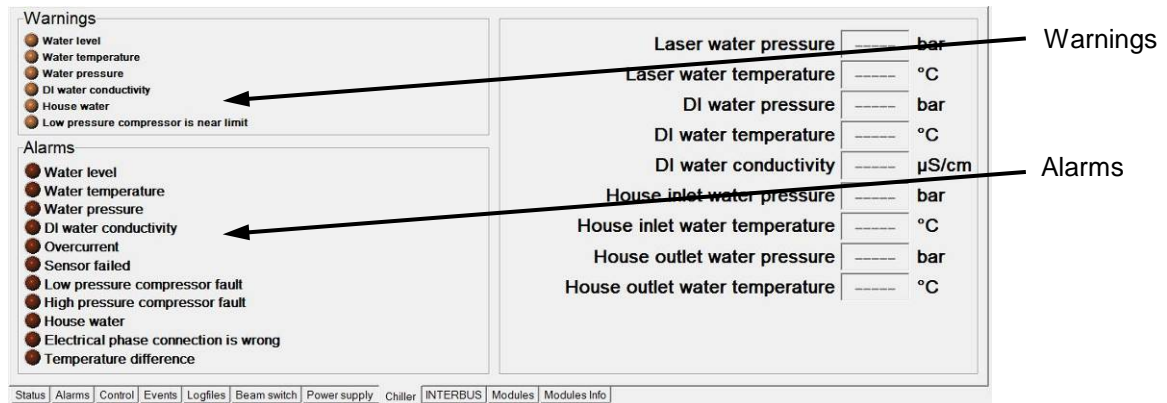 Warnings
Water level
Water temperature
Water pressure
DI water conductivity
House water
Low pressure compressor is near limit
Alarms
Water level
Water temperature
Water pressure
DI water conductivity
Overcurrent
Sensor failed
Low pressure compressor fault
High pressure compressor fault
House water
Electrical phase connection is wrong
Temperature difference
Laser water pressure ----- bar
Laser water temperature ----- °C
DI water pressure ----- bar
DI water temperature ----- °C
DI water conductivity ----- µS/cm
House inlet water pressure ----- bar
House inlet water temperature ----- °C
House outlet water pressure ----- bar
House outlet water temperature ----- °C
Warnings
Alarms
Status Alarms Control Events Logfiles Beam switch Power supply Chiller INTERBUS Modules Modules Info